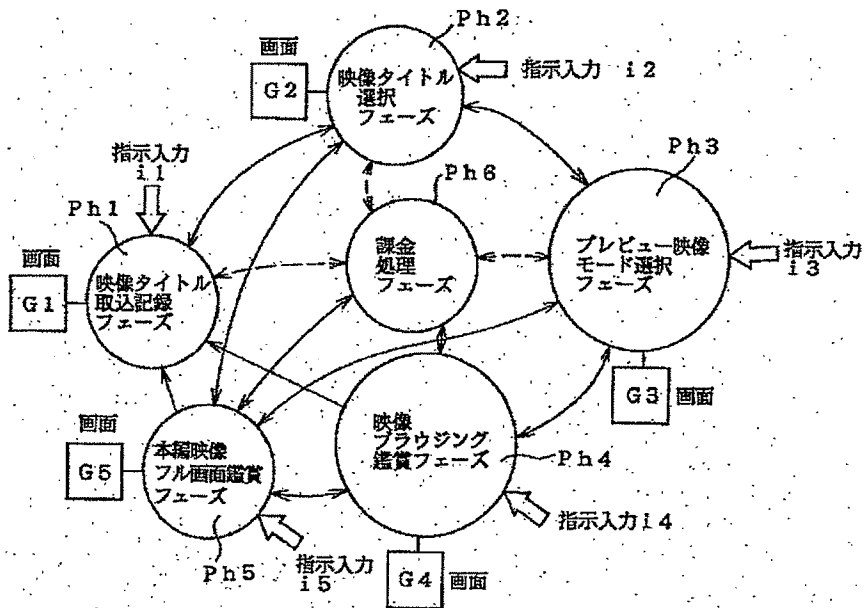 Ph2
画面
G2
映像タイトル
選択
フェーズ
指示入力 i2
指示入力
i1
Ph1
Ph6
Ph3
画面
G1
映像タイトル
取込記録
フェーズ
課金
処理
フェーズ
プレビュー映像
モード選択
フェーズ
指示入力
i3
G3 画面
画面
G5
本編映像
フル画面鑑賞
フェーズ
映像
ブラウジング
鑑賞フェーズ
Ph4
指示入力 i4
Ph5
指示入力
i5
G4 画面